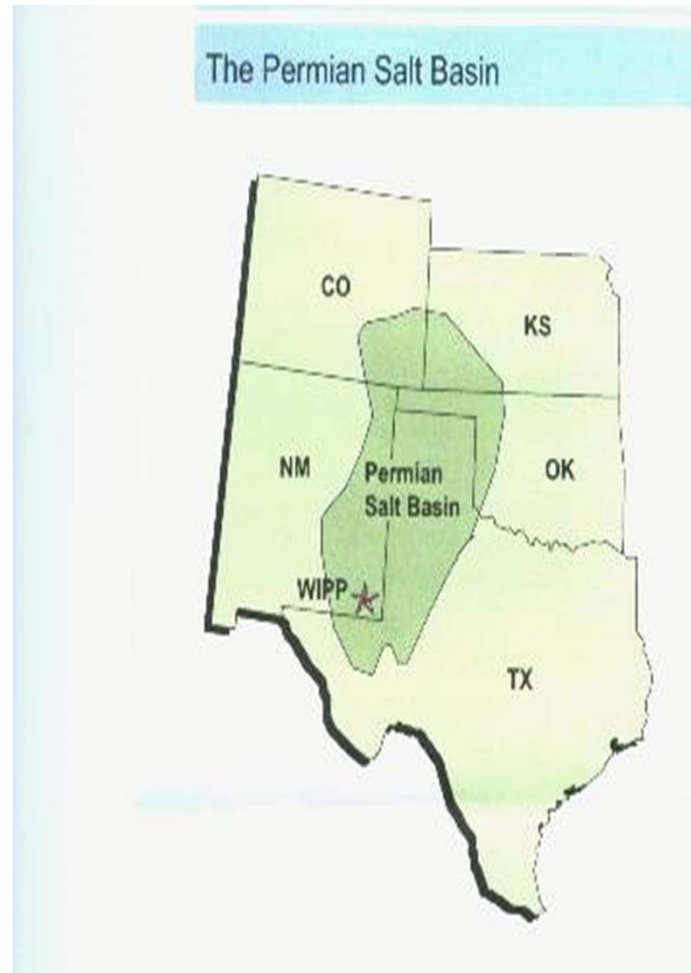 The Permian Salt Basin
CO
KS
NM
Permian
Salt Basin
OK
WIPP
TX